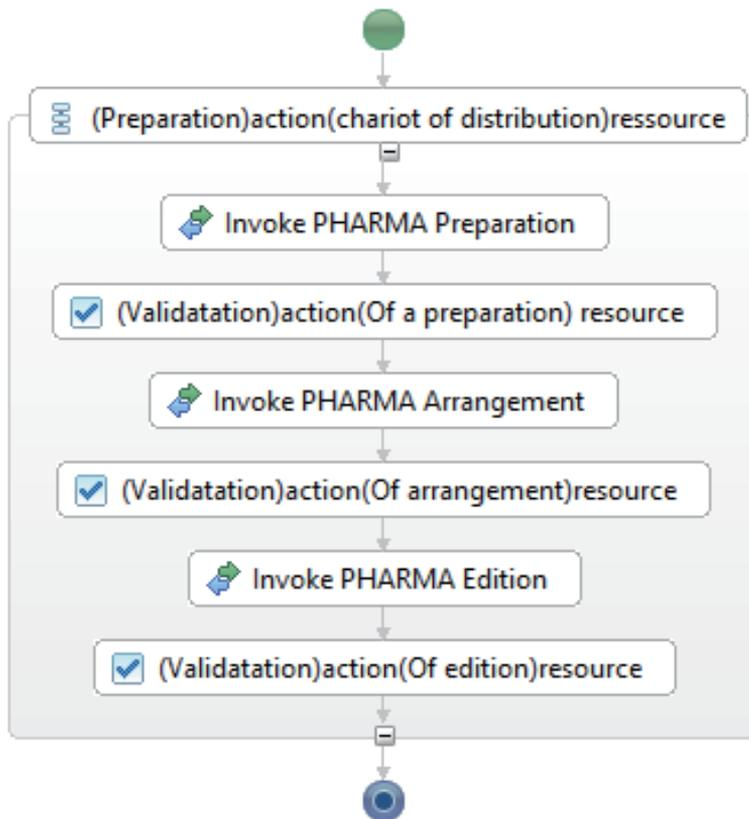 (Preparation)action(chariot of distribution)ressource
Invoke PHARMA Preparation
(Validatation)action(Of a preparation) resource
Invoke PHARMA Arrangement
(Validatation)action(Of arrangement)resource
Invoke PHARMA Edition
(Validatation)action(Of edition)resource